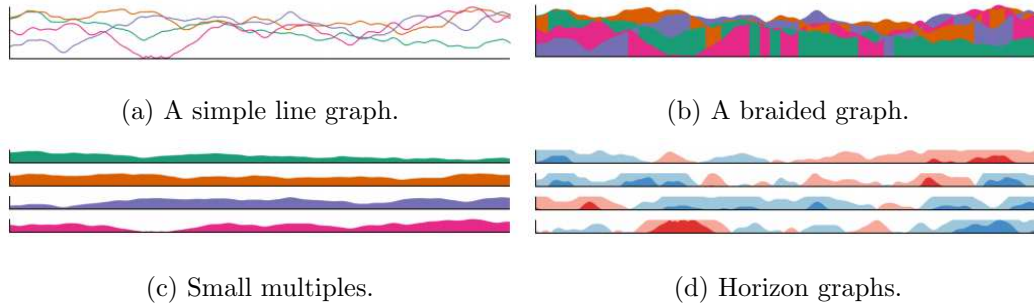 (a) A simple line graph.
(b) A braided graph.
(c) Small multiples.
(d) Horizon graphs.